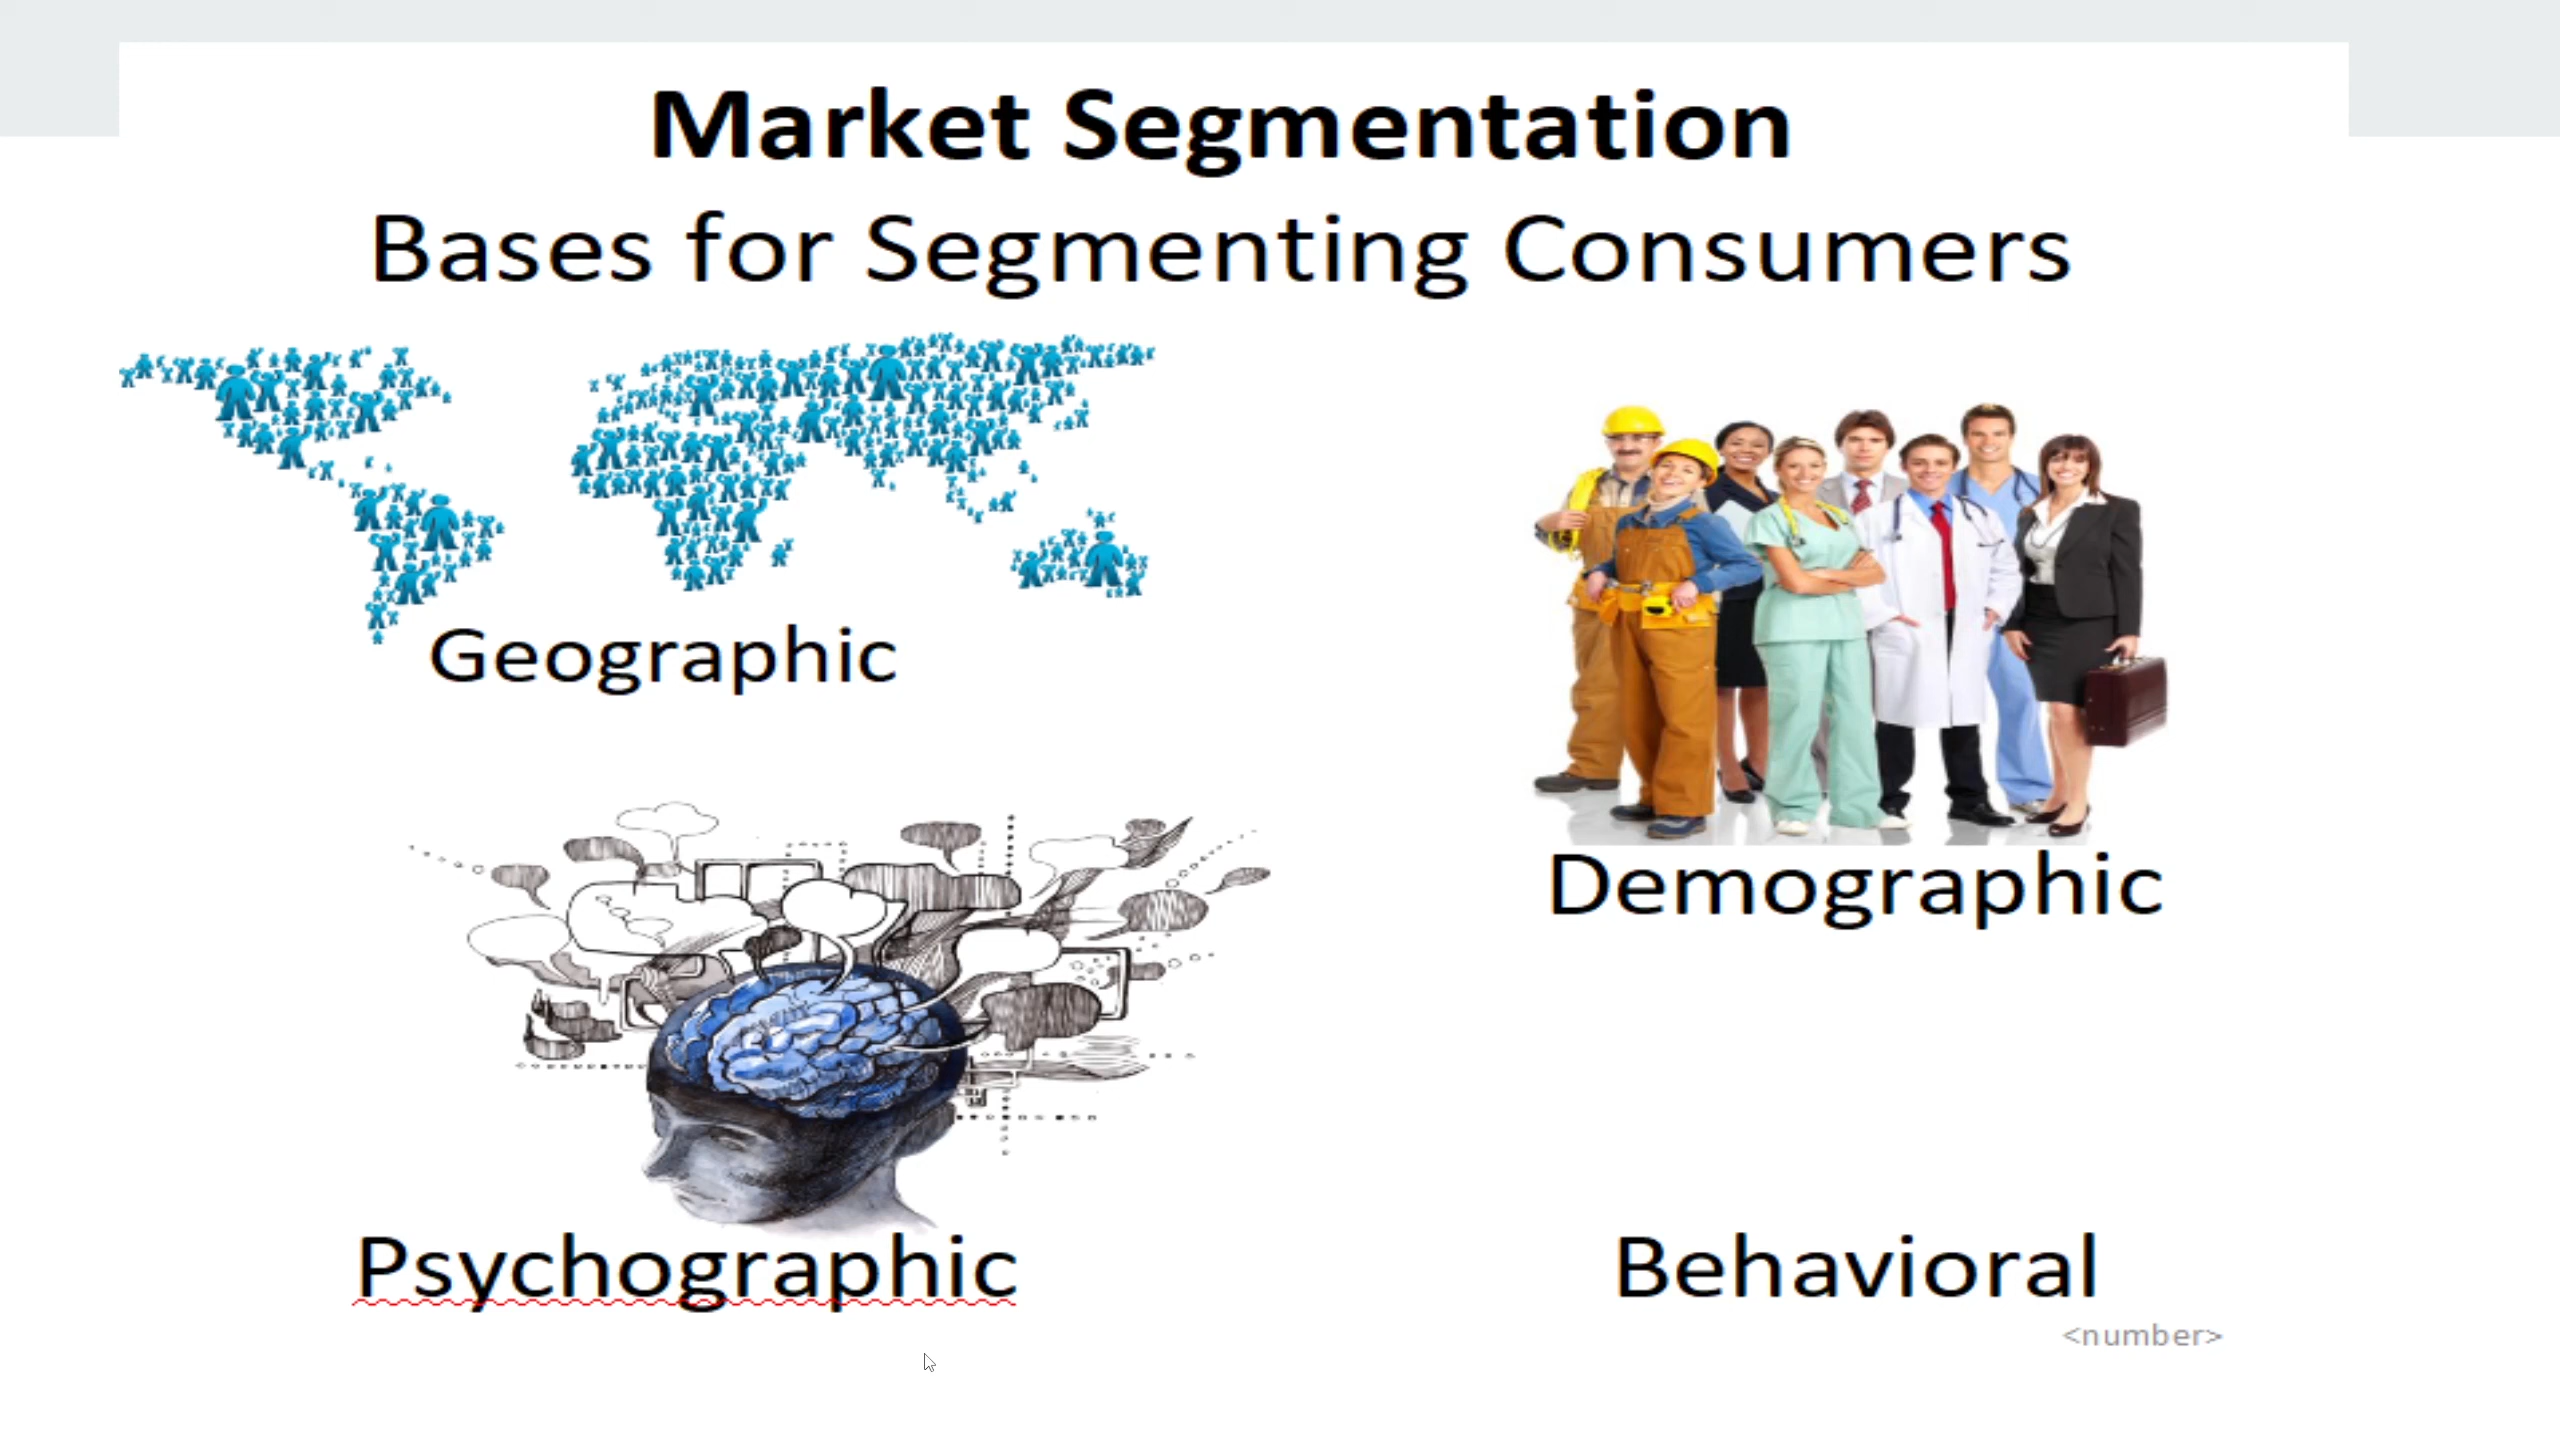 Market Segmentation
Bases for Segmenting Consumers
Geographic
Demographic
Psychographic
Behavioral
<number>